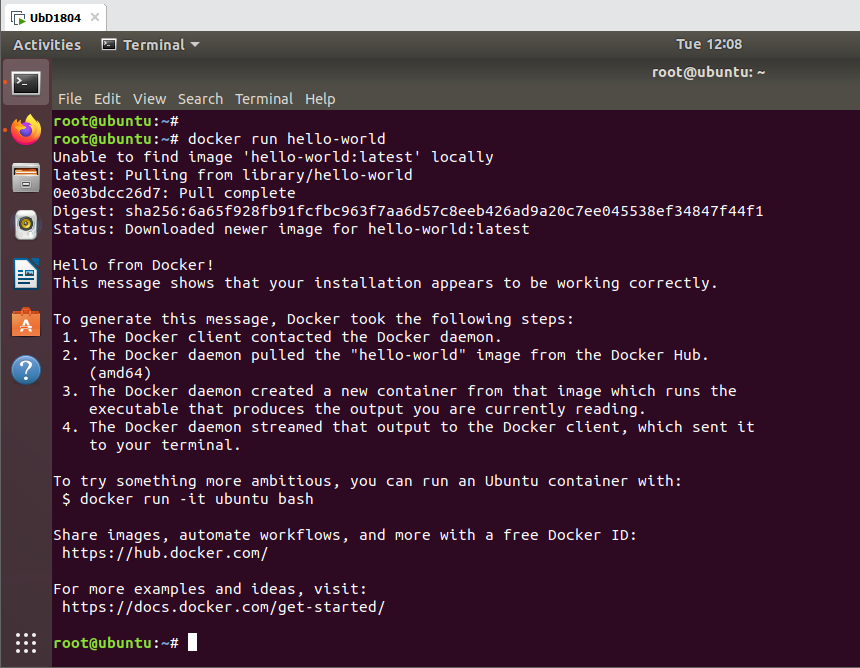 UbD1804
Activities Terminal Tue 12:08
root@ubuntu: ~
File Edit View Search Terminal Help
root@ubuntu:~#
root@ubuntu:~# docker run hello-world
Unable to find image 'hello-world:latest' locally
latest: Pulling from library/hello-world
0e03bdcc26d7: Pull complete
Digest: sha256:6a65f928fb91fcfbc963f7aa6d57c8eeb426ad9a20c7ee045538ef34847f44f1
Status: Downloaded newer image for hello-world:latest
Hello from Docker!
This message shows that your installation appears to be working correctly.
To generate this message, Docker took the following steps:
1. The Docker client contacted the Docker daemon.
2. The Docker daemon pulled the "hello-world" image from the Docker Hub.
(amd64)
3. The Docker daemon created a new container from that image which runs the
executable that produces the output you are currently reading.
4. The Docker daemon streamed that output to the Docker client, which sent it
to your terminal.
To try something more ambitious, you can run an Ubuntu container with:
$ docker run -it ubuntu bash
Share images, automate workflows, and more with a free Docker ID:
https://hub.docker.com/
For more examples and ideas, visit:
https://docs.docker.com/get-started/
root@ubuntu:~#